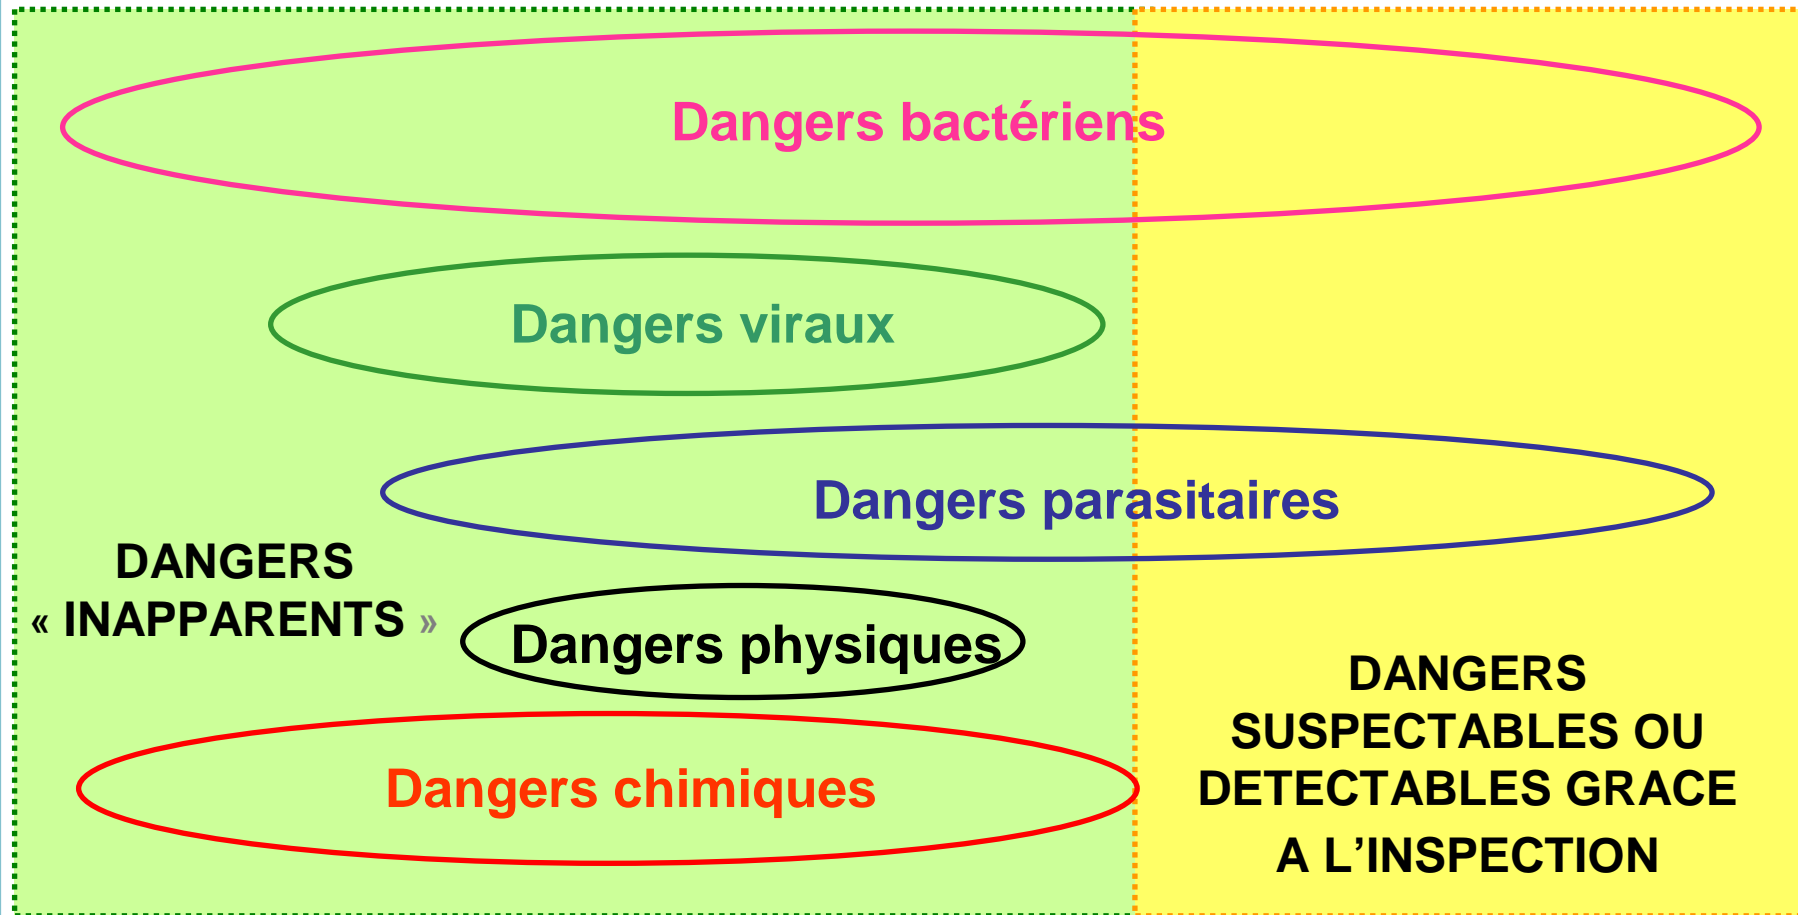 Dangers bactériens
Dangers viraux
Dangers parasitaires
DANGERS
« INAPPARENTS »
Dangers physiques
Dangers chimiques
DANGERS
SUSPECTABLES OU
DETECTABLES GRACE
A L’INSPECTION